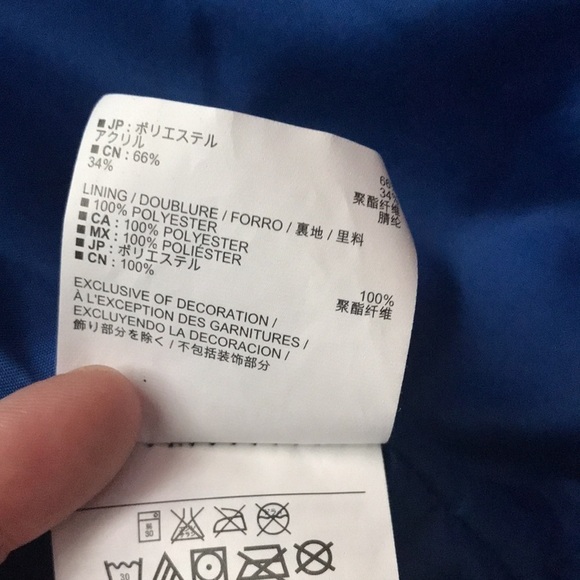 ■ JP : ポリエステル 66
アクリル 34%
■ CN : 66% 聚酯纤维
34% 腈纶
LINING / DOUBLURE / FORRO / 裏地 / 里料
■ 100% POLYESTER
■ CA : 100% POLYESTER
■ MX : 100% POLIÉSTER
■ JP : ポリエステル 100%
■ CN : 100% 聚酯纤维
EXCLUSIVE OF DECORATION /
À L'EXCEPTION DES GARNITURES /
EXCLUYENDO LA DECORACION /
飾り部分を除く / 不包括装饰部分
30